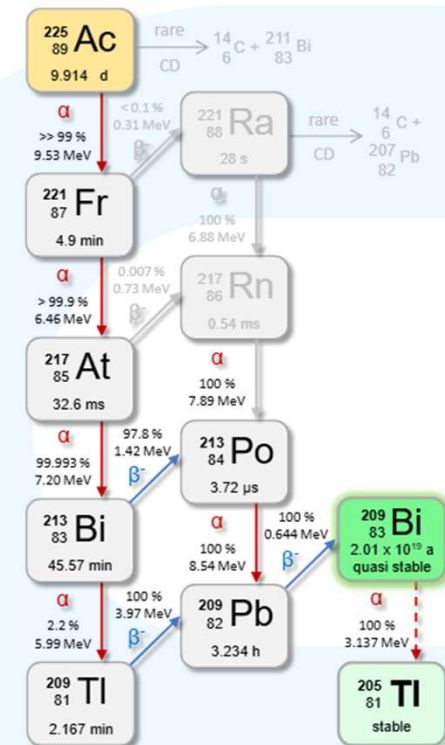 225
89 Ac
9.914 d
rare
CD
14
6 C + 211
83 Bi
α
>> 99 %
9.53 MeV
< 0.1 %
0.31 MeV
β-
221
88 Ra
28 s
rare
CD
14
6 C +
207
82 Pb
221
87 Fr
4.9 min
α
100 %
6.88 MeV
α
> 99.9 %
6.46 MeV
0.007 %
0.73 MeV
β-
217
86 Rn
0.54 ms
217
85 At
32.6 ms
α
100 %
7.89 MeV
α
99.993 %
7.20 MeV
97.8 %
1.42 MeV
β-
213
84 Po
3.72 µs
213
83 Bi
45.57 min
α
100 %
8.54 MeV
100 %
0.644 MeV
β-
209
83 Bi
2.01 x 10¹⁹ a
quasi stable
α
2.2 %
5.99 MeV
100 %
3.97 MeV
β-
209
82 Pb
3.234 h
α
100 %
3.137 MeV
209
81 Tl
2.167 min
205
81 Tl
stable